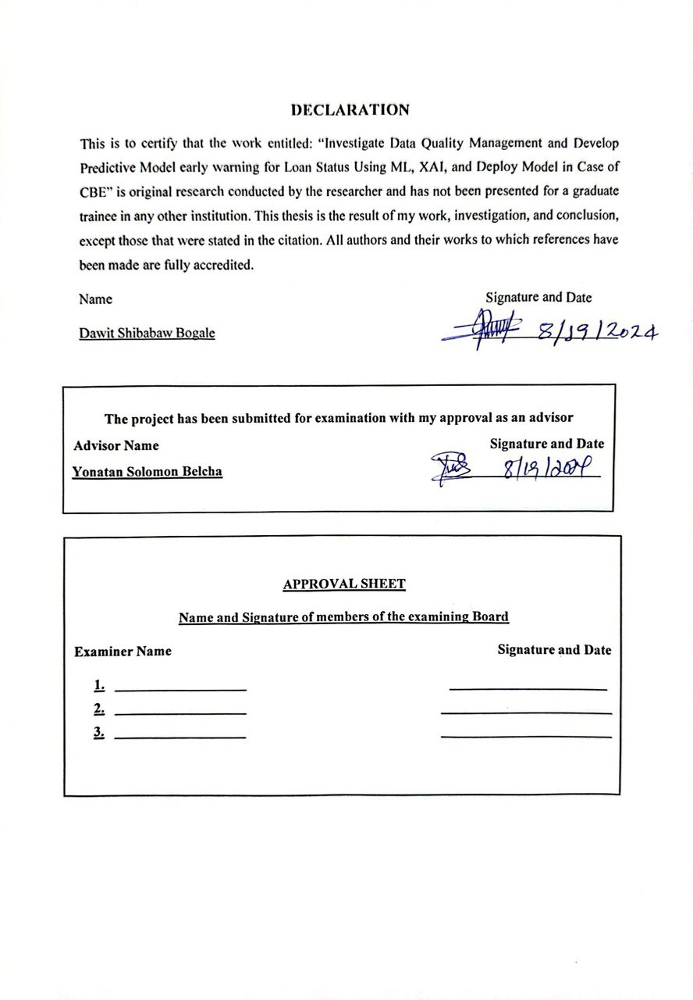 DECLARATION
This is to certify that the work entitled: “Investigate Data Quality Management and Develop
Predictive Model early warning for Loan Status Using ML, XAI, and Deploy Model in Case of
CBE” is original research conducted by the researcher and has not been presented for a graduate
trainee in any other institution. This thesis is the result of my work, investigation, and conclusion,
except those that were stated in the citation. All authors and their works to which references have
been made are fully accredited.
Name Signature and Date
Dawit Shibabaw Bogale 8/19/2024
The project has been submitted for examination with my approval as an advisor
Advisor Name Signature and Date
Yonatan Solomon Belcha 8/19/2024
APPROVAL SHEET
Name and Signature of members of the examining Board
Examiner Name Signature and Date
1.
2.
3.